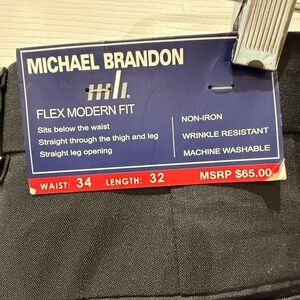 MICHAEL BRANDON
FLEX MODERN FIT
Sits below the waist
Straight through the thigh and leg
Straight leg opening
NON-IRON
WRINKLE RESISTANT
MACHINE WASHABLE
WAIST: 34 LENGTH: 32 MSRP $65.00